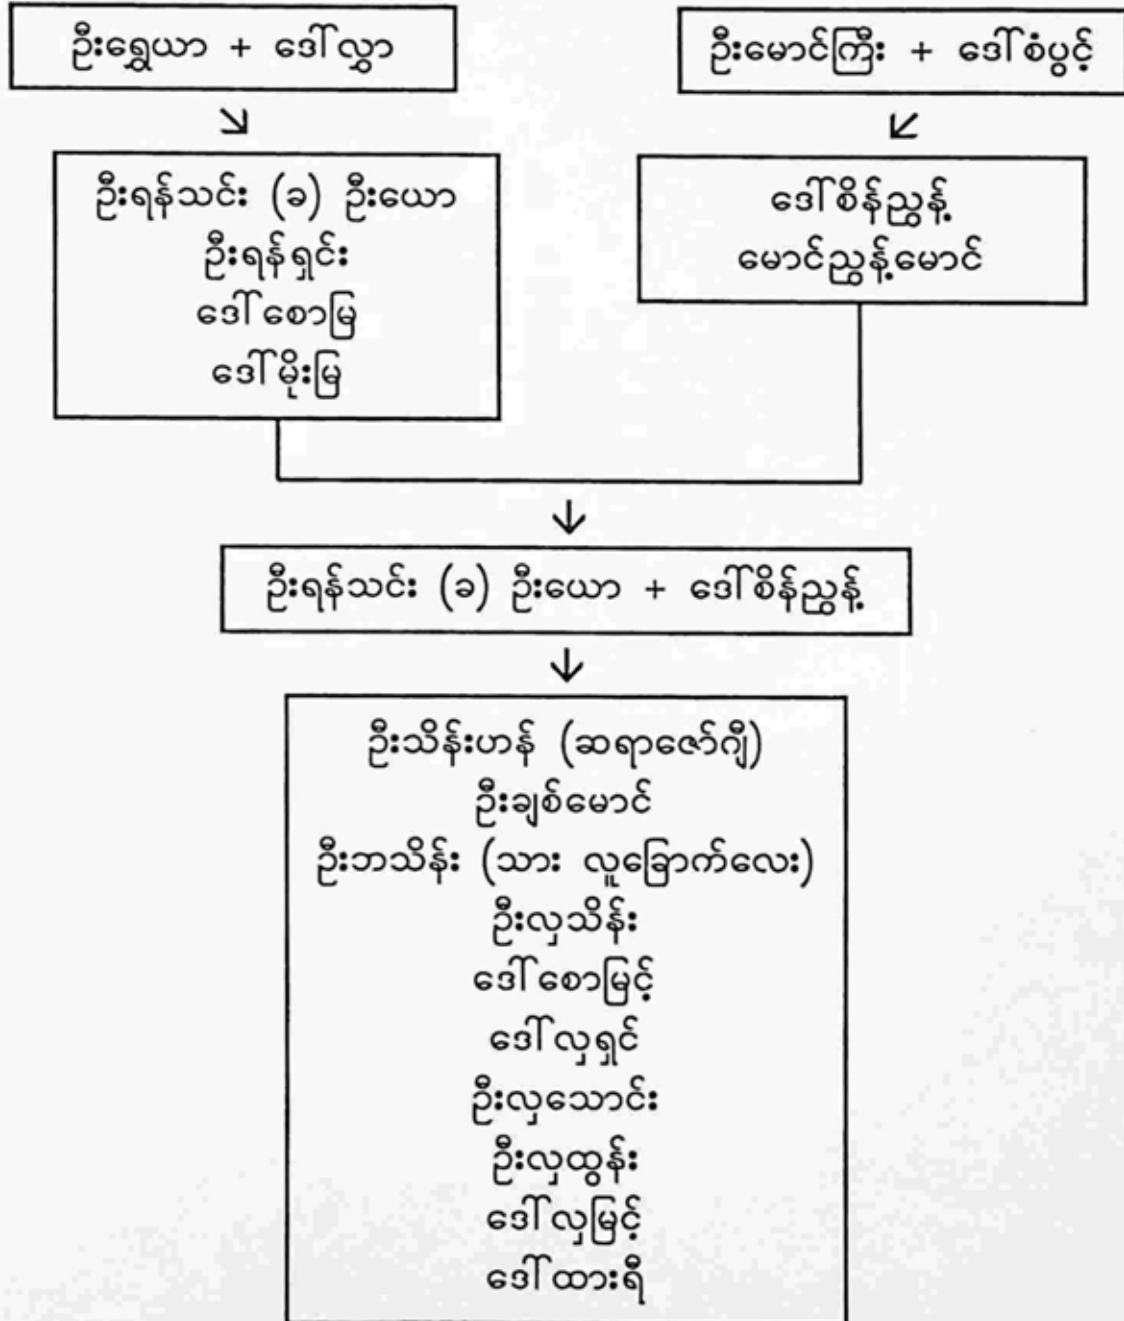 ဦးရွှေယာ + ဒေါ်လွှာ
ဦးမောင်ကြီး + ဒေါ်စံပွင့်
ဦးရန်သင်း (ခ) ဦးယော
ဦးရန်ရှင်း
ဒေါ်စောမြ
ဒေါ်မိုးမြ
ဒေါ်စိန်ညွန့်
မောင်ညွန့်မောင်
ဦးရန်သင်း (ခ) ဦးယော + ဒေါ်စိန်ညွန့်
ဦးသိန်းဟန် (ဆရာဇော်ဂျီ)
ဦးချစ်မောင်
ဦးဘသိန်း (သား လူခြောက်လေး)
ဦးလှသိန်း
ဒေါ်စောမြင့်
ဒေါ်လှရှင်
ဦးလှသောင်း
ဦးလှထွန်း
ဒေါ်လှမြင့်
ဒေါ်ထားရီ